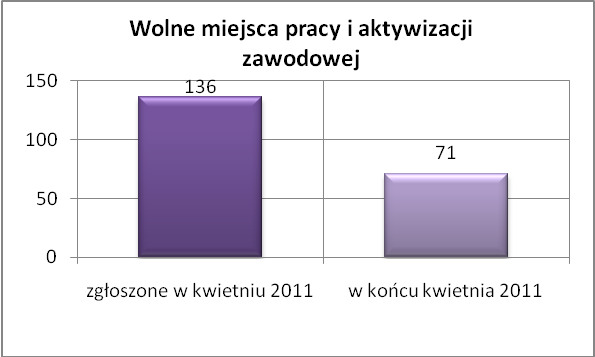 Wolne miejsca pracy i aktywizacji
zawodowej
150
136
100
71
50
0
zgłoszone w kwietniu 2011
w końcu kwietnia 2011